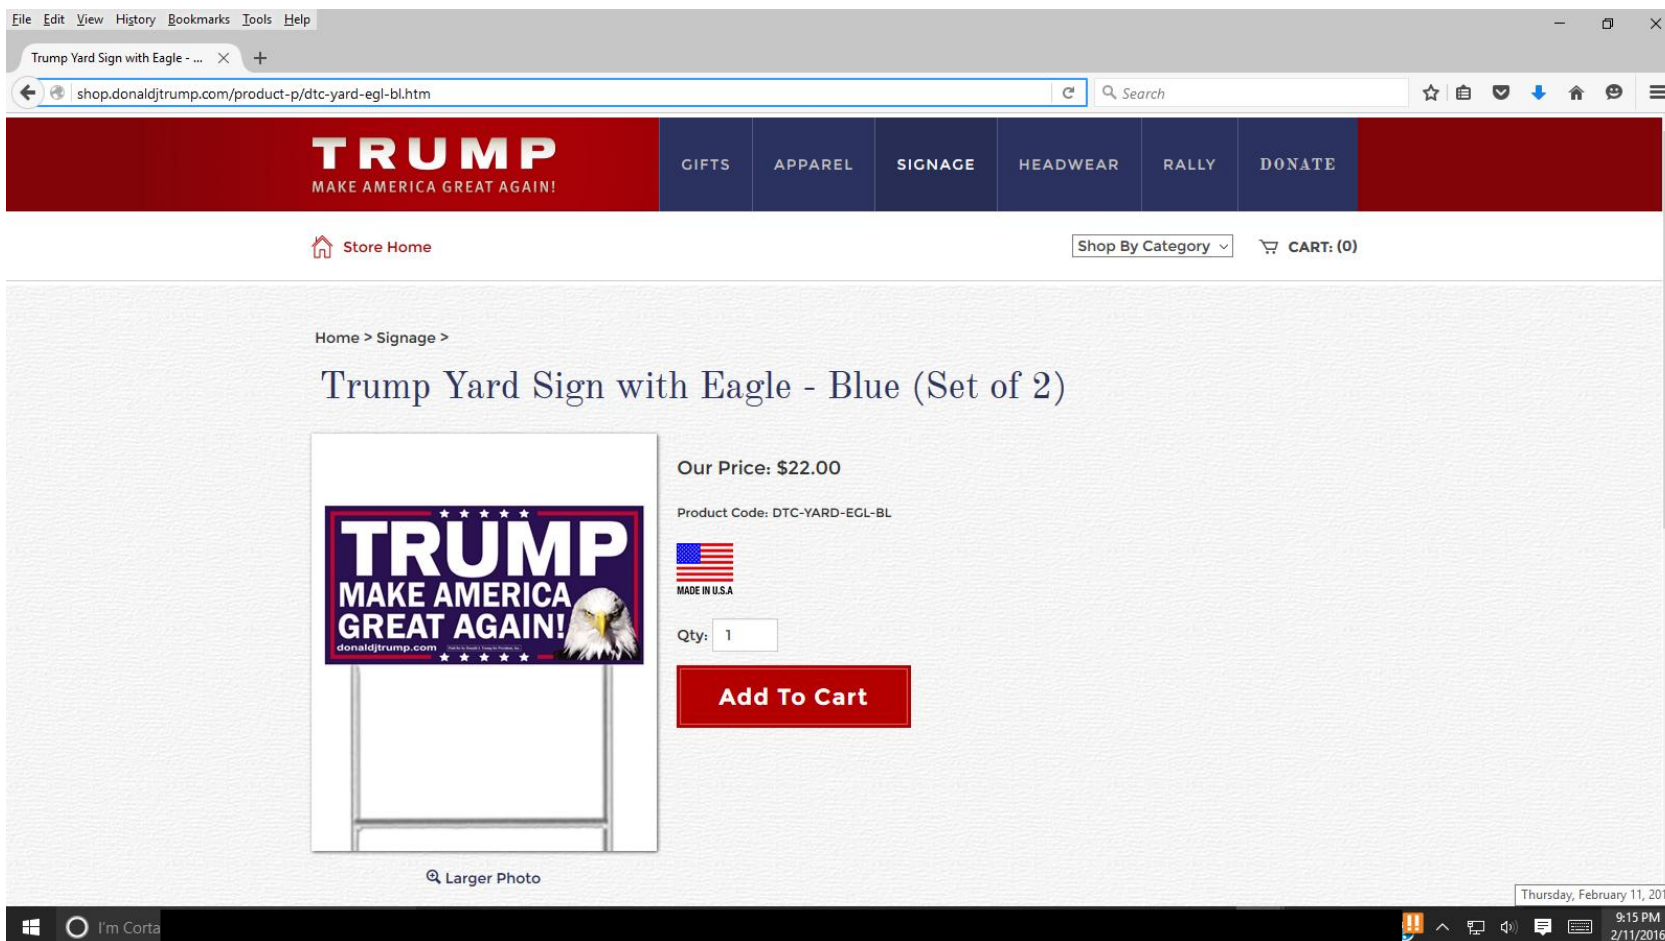 File Edit View History Bookmarks Tools Help
Trump Yard Sign with Eagle - ...
shop.donaldjtrump.com/product-p/dtc-yard-egl-bl.htm
Search
TRUMP
MAKE AMERICA GREAT AGAIN!
GIFTS APPAREL SIGNAGE HEADWEAR RALLY DONATE
Store Home
Shop By Category
CART: (0)
Home > Signage >
Trump Yard Sign with Eagle - Blue (Set of 2)
TRUMP
MAKE AMERICA
GREAT AGAIN!
donaldjtrump.com
Our Price: $22.00
Product Code: DTC-YARD-EGL-BL
MADE IN U.S.A
Qty: 1
Add To Cart
Larger Photo
Thursday, February 11, 201
I'm Corta
9:15 PM
2/11/2016